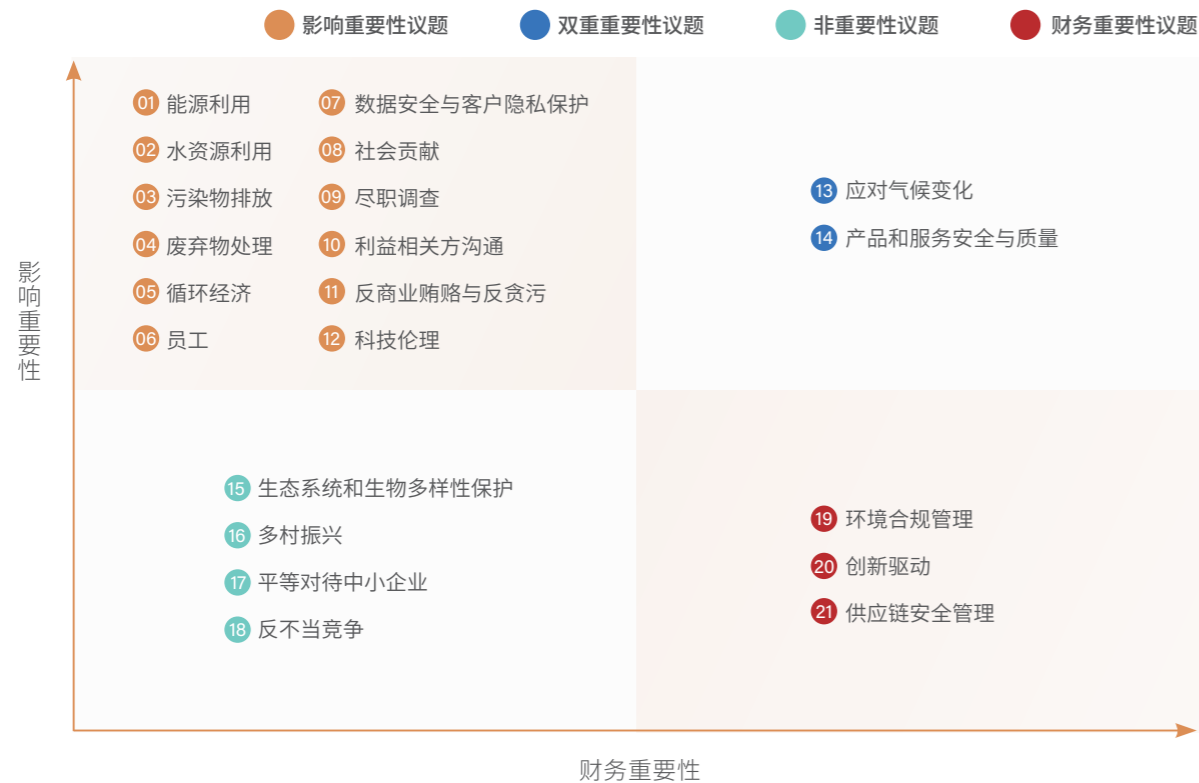 影响重要性议题
双重重要性议题
非重要性议题
财务重要性议题
影响重要性
01 能源利用
02 水资源利用
03 污染物排放
04 废弃物处理
05 循环经济
06 员工
07 数据安全与客户隐私保护
08 社会贡献
09 尽职调查
10 利益相关方沟通
11 反商业贿赂与反贪污
12 科技伦理
13 应对气候变化
14 产品和服务安全与质量
15 生态系统和生物多样性保护
16 多村振兴
17 平等对待中小企业
18 反不当竞争
19 环境合规管理
20 创新驱动
21 供应链安全管理
财务重要性